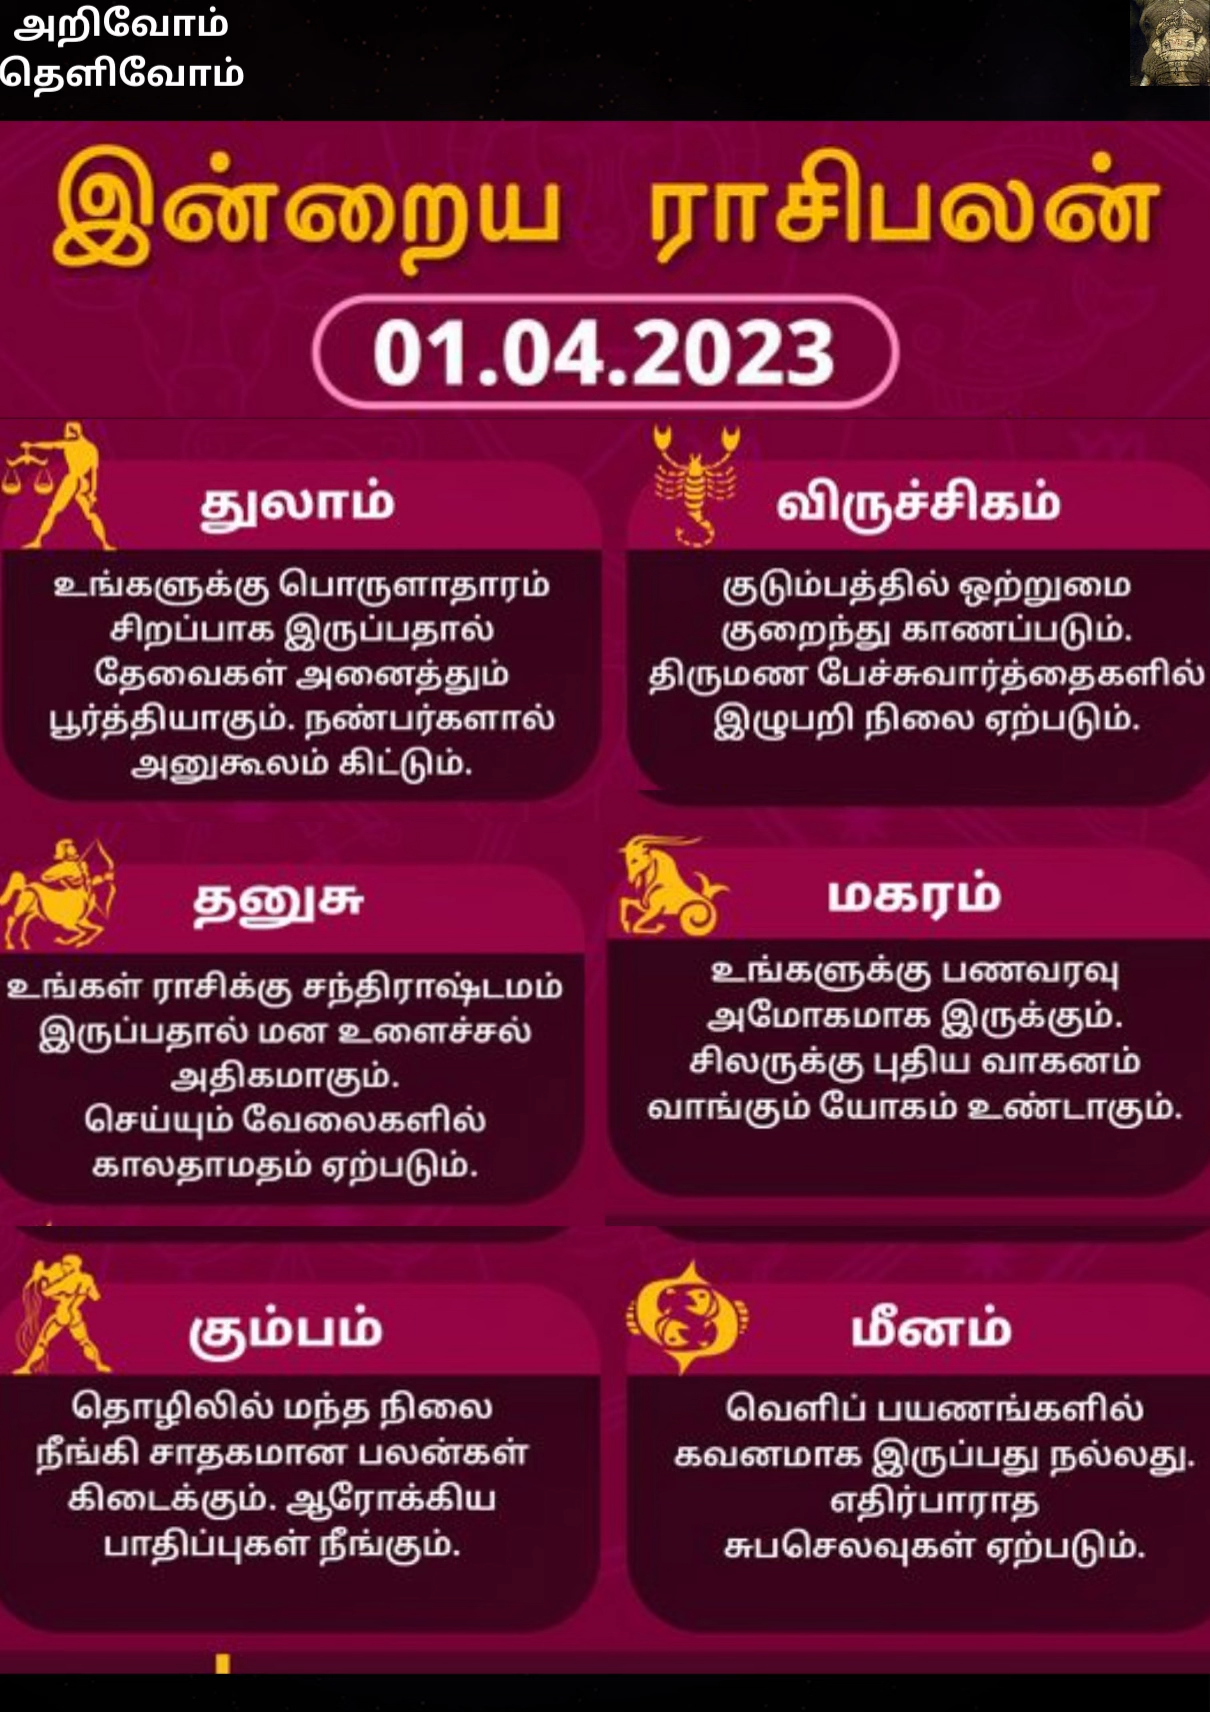 அறிவோம்
தெளிவோம்
இன்றைய ராசிபலன்
01.04.2023
துலாம்
உங்களுக்கு பொருளாதாரம்
சிறப்பாக இருப்பதால்
தேவைகள் அனைத்தும்
பூர்த்தியாகும். நண்பர்களால்
அனுகூலம் கிட்டும்.
விருச்சிகம்
குடும்பத்தில் ஒற்றுமை
குறைந்து காணப்படும்.
திருமண பேச்சுவார்த்தைகளில்
இழுபறி நிலை ஏற்படும்.
தனுசு
உங்கள் ராசிக்கு சந்திராஷ்டமம்
இருப்பதால் மன உளைச்சல்
அதிகமாகும்.
செய்யும் வேலைகளில்
காலதாமதம் ஏற்படும்.
மகரம்
உங்களுக்கு பணவரவு
அமோகமாக இருக்கும்.
சிலருக்கு புதிய வாகனம்
வாங்கும் யோகம் உண்டாகும்.
கும்பம்
தொழிலில் மந்த நிலை
நீங்கி சாதகமான பலன்கள்
கிடைக்கும். ஆரோக்கிய
பாதிப்புகள் நீங்கும்.
மீனம்
வெளிப் பயணங்களில்
கவனமாக இருப்பது நல்லது.
எதிர்பாராத
சுபசெலவுகள் ஏற்படும்.